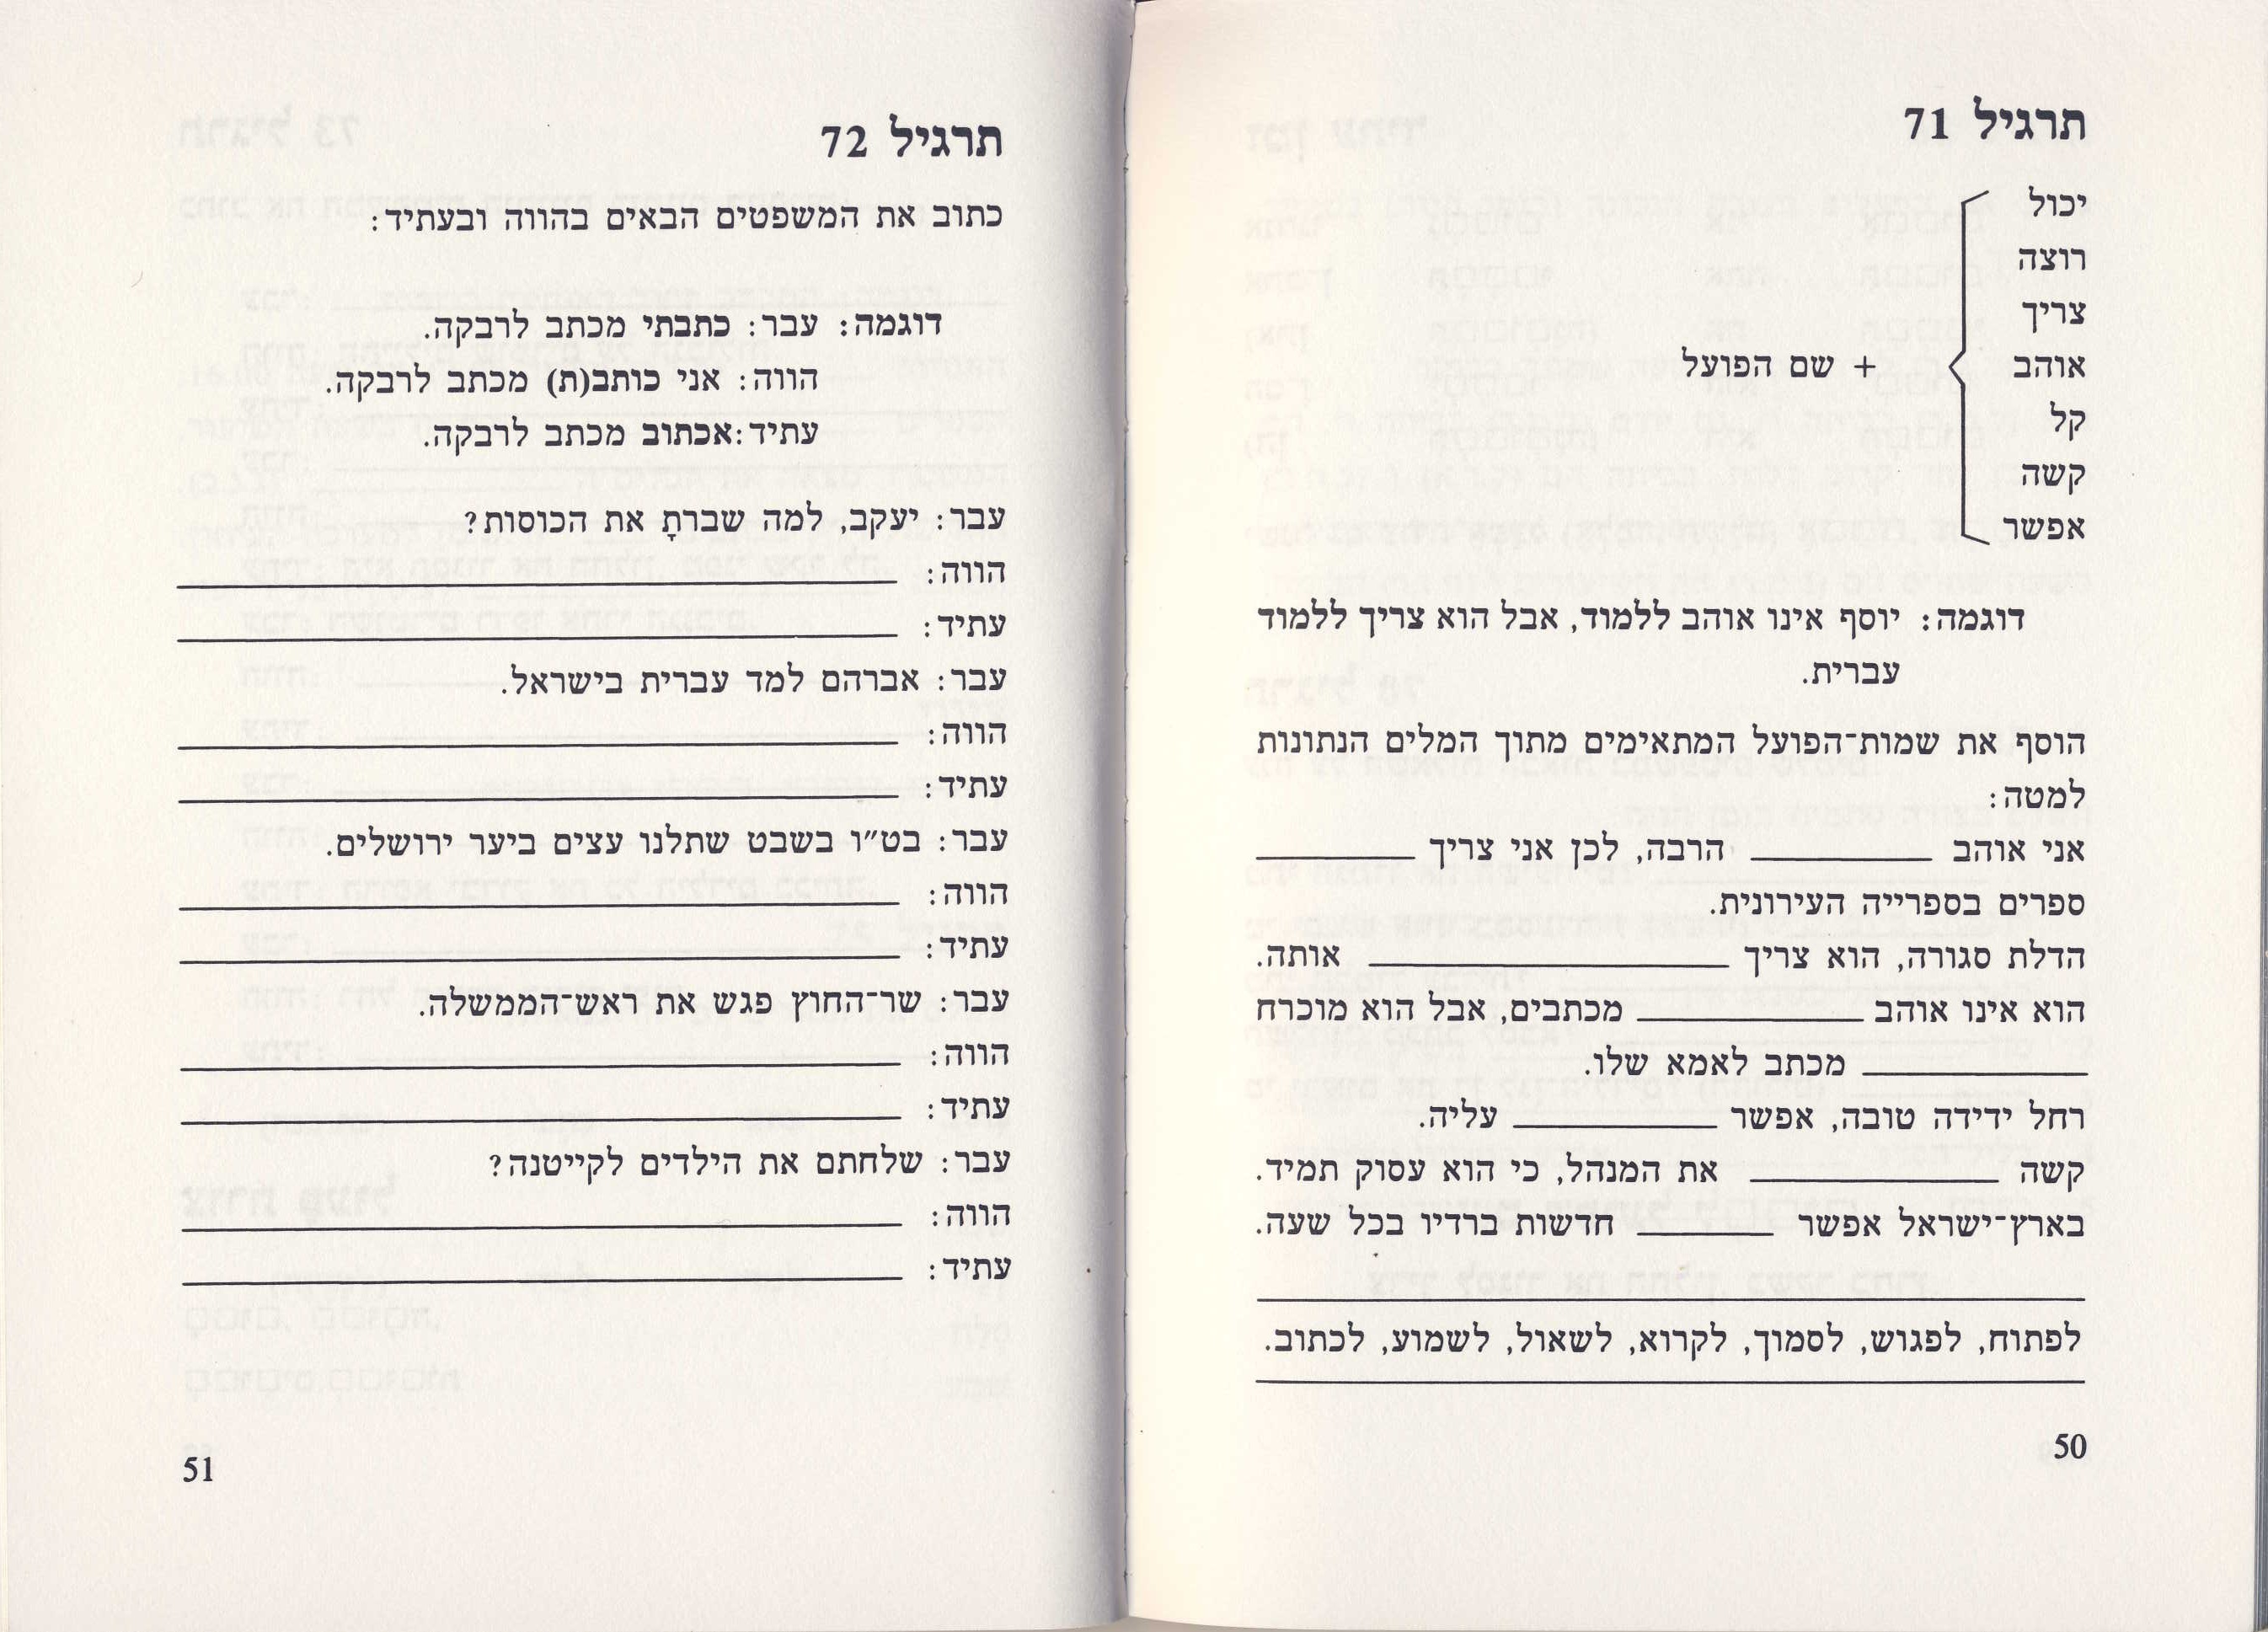 תרגיל 71
יכול
רוצה
צריך
אוהב + שם הפועל
קל
קשה
אפשר
דוגמה: יוסף אינו אוהב ללמוד, אבל הוא צריך ללמוד
עברית.
הוסף את שמות־הפועל המתאימים מתוך המלים הנתונות
למטה:
אני אוהב ________ הרבה, לכן אני צריך ________
ספרים בספרייה העירונית.
הדלת סגורה, הוא צריך ________ אותה.
הוא אינו אוהב ________ מכתבים, אבל הוא מוכרח
________ מכתב לאמא שלו.
רחל ידידה טובה, אפשר ________ עליה.
קשה ________ את המנהל, כי הוא עסוק תמיד.
בארץ־ישראל אפשר ________ חדשות ברדיו בכל שעה.
לפתוח, לפגוש, לסמוך, לקרוא, לשאול, לשמוע, לכתוב.
50
תרגיל 72
כתוב את המשפטים הבאים בהווה ובעתיד:
דוגמה: עבר: כתבתי מכתב לרבקה.
הווה: אני כותב(ת) מכתב לרבקה.
עתיד:אכתוב מכתב לרבקה.
עבר: יעקב, למה שברתָ את הכוסות?
הווה: ________
עתיד: ________
עבר: אברהם למד עברית בישראל.
הווה: ________
עתיד: ________
עבר: בט״ו בשבט שתלנו עצים ביער ירושלים.
הווה: ________
עתיד: ________
עבר: שר־החוץ פגש את ראש־הממשלה.
הווה: ________
עתיד: ________
עבר: שלחתם את הילדים לקייטנה?
הווה: ________
עתיד: ________
51